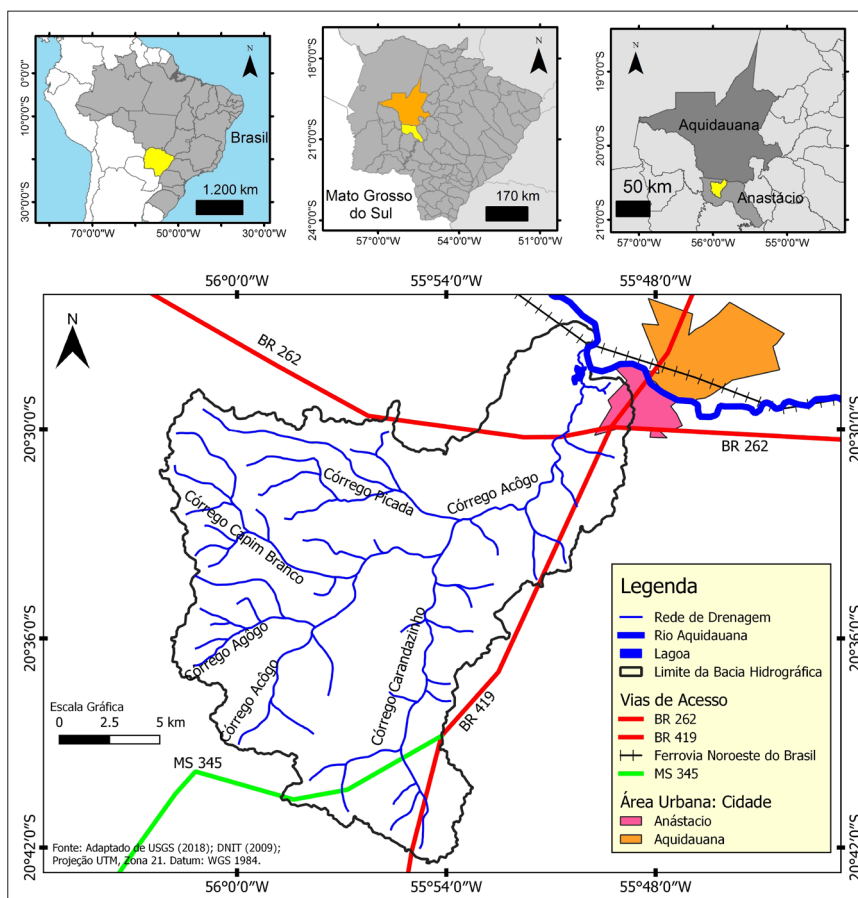 N
0°0'0"
10°0'0"S
30°0'0"S
Brasil
1.200 km
70°0'0"W
50°0'0"W
30°0'0"W
N
18°0'0"S
21°0'0"S
24°0'0"S
Mato Grosso
do Sul
170 km
57°0'0"W
54°0'0"W
51°0'0"W
N
19°0'0"S
20°0'0"S
21°0'0"S
Aquidauana
50 km
Anastácio
57°0'0"W
56°0'0"W
55°0'0"W
56°0'0"W
55°54'0"W
55°48'0"W
N
BR 262
20°30'0"S
20°30'0"S
BR 262
Córrego Picada
Córrego Acôgo
Córrego Capim Branco
20°36'0"S
20°36'0"S
Córrego Agôgo
Córrego Acôgo
Córrego Carandazinho
BR 419
Escala Gráfica
0 2.5 5 km
MS 345
Legenda
Rede de Drenagem
Rio Aquidauana
Lagoa
Limite da Bacia Hidrográfica
Vias de Acesso
BR 262
BR 419
Ferrovia Noroeste do Brasil
MS 345
Área Urbana: Cidade
Anástacio
Aquidauana
20°42'0"S
20°42'0"S
Fonte: Adaptado de USGS (2018); DNIT (2009);
Projeção UTM, Zona 21. Datum: WGS 1984.
56°0'0"W
55°54'0"W
55°48'0"W